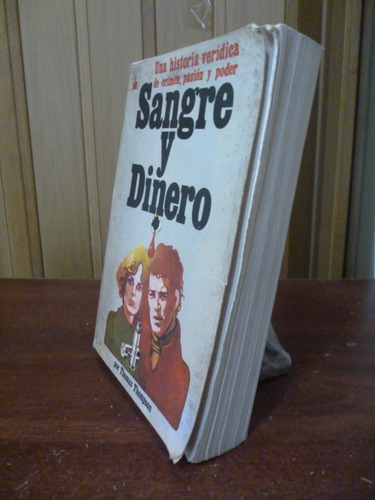 Una historia verídica
de crimen, pasión y poder
Sangre
y
Dinero
por Thomas Thompson